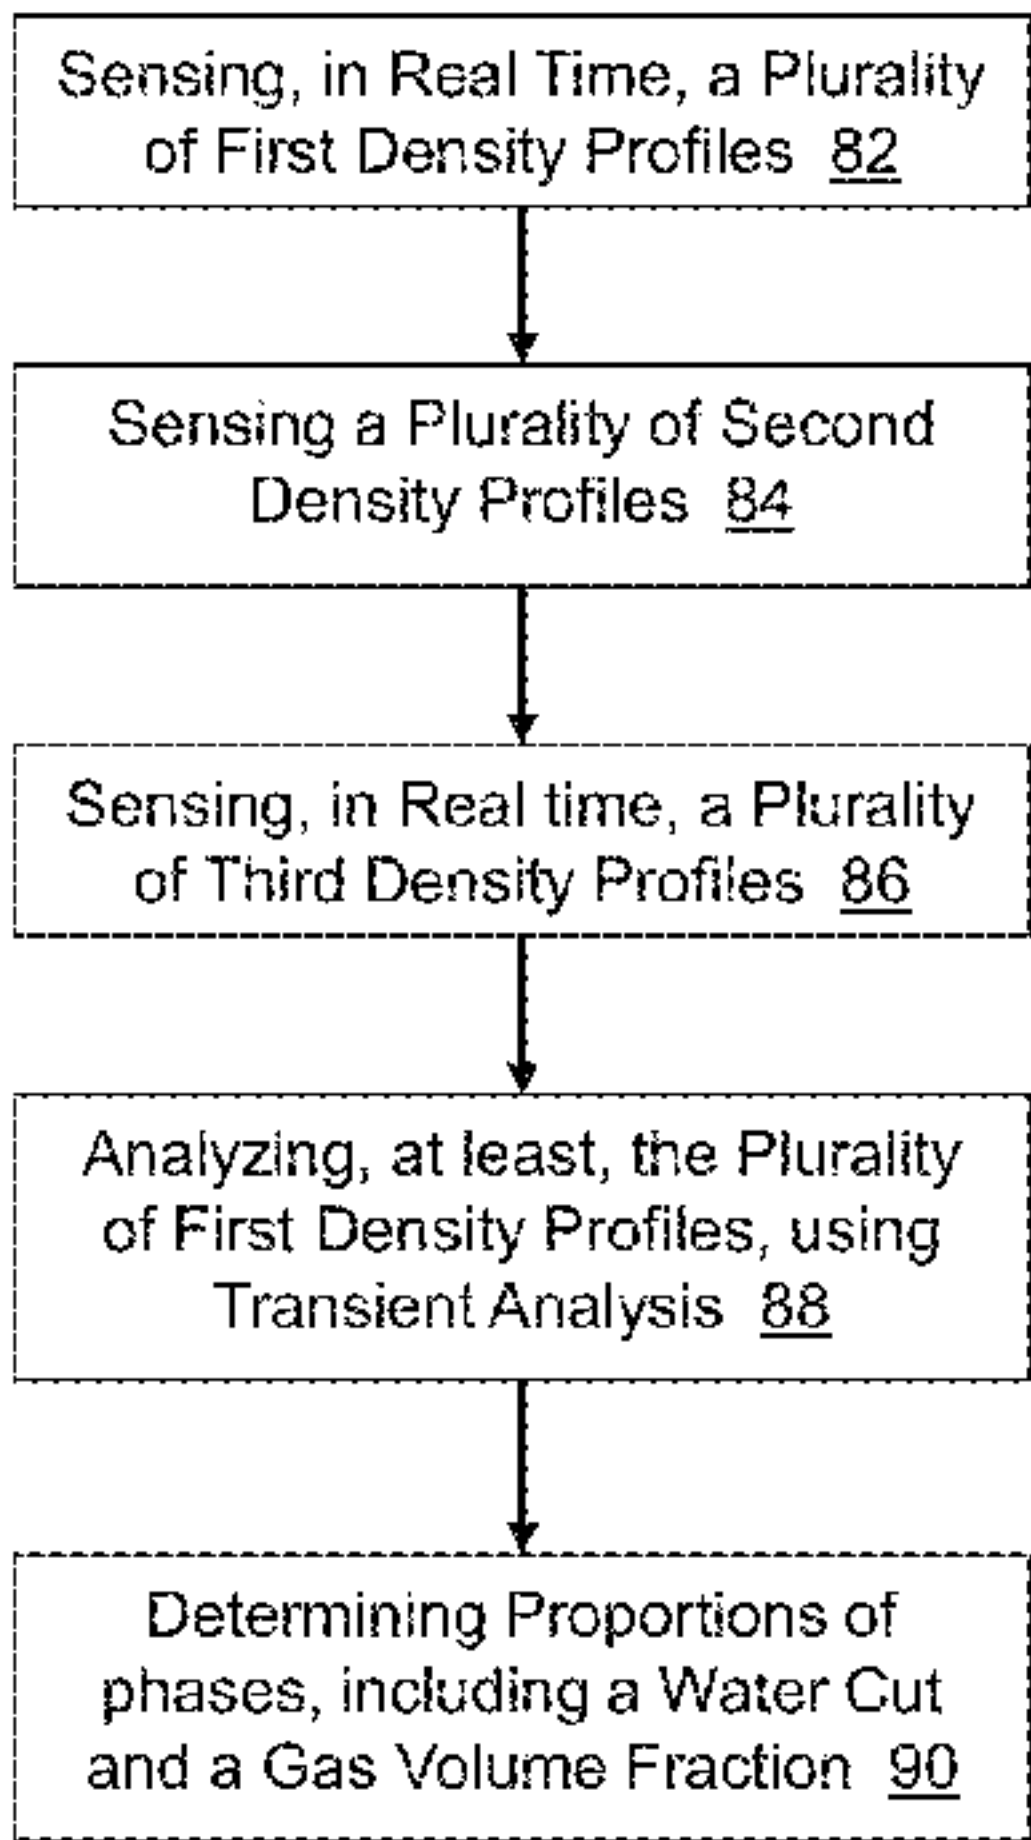 Sensing, in Real Time, a Plurality
of First Density Profiles 82
Sensing a Plurality of Second
Density Profiles 84
Sensing, in Real time, a Plurality
of Third Density Profiles 86
Analyzing, at least, the Plurality
of First Density Profiles, using
Transient Analysis 88
Determining Proportions of
phases, including a Water Cut
and a Gas Volume Fraction 90